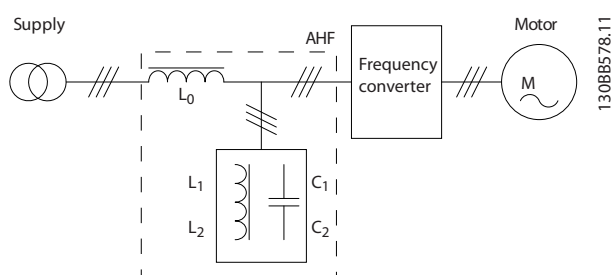 Supply
AHF
Motor
130BB578.11
Frequency
converter
M
L₀
L₁
C₁
L₂
C₂